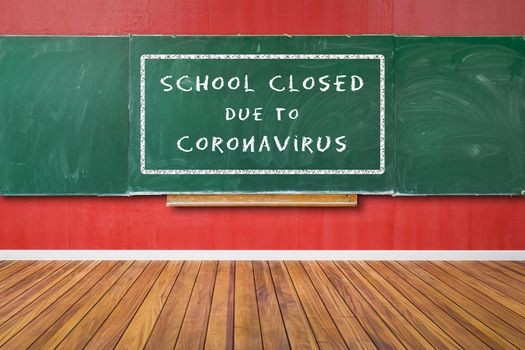 SCHOOL CLOSED
DUE TO
CORONAViRUS